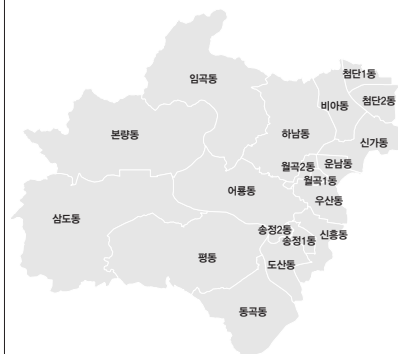 첨단1동
임곡동
첨단2동
비아동
본량동
하남동
신가동
월곡2동
운남동
월곡1동
어룡동
우산동
삼도동
송정2동
신흥동
송정1동
평동
도산동
동곡동